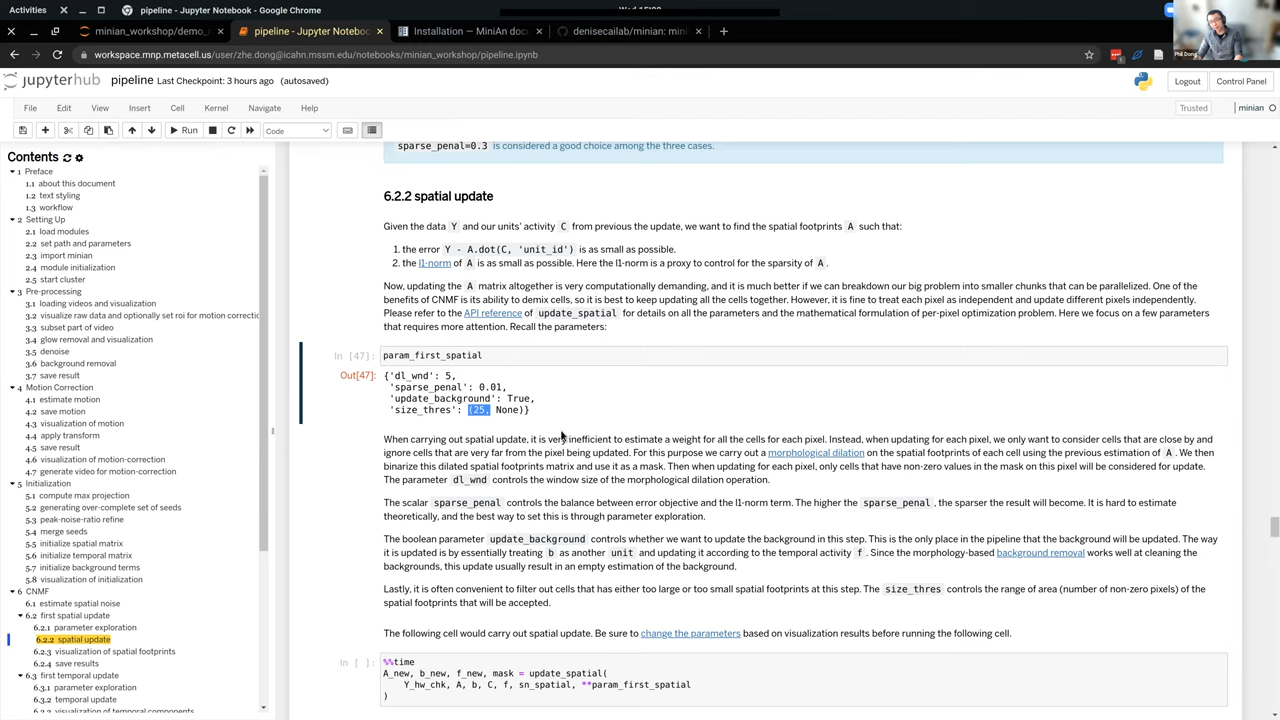 Activities
pipeline - Jupyter Notebook - Google Chrome
minian_workshop/demo_
pipeline - Jupyter Noteboo
Installation — MiniAn docu
denisecailab/minian: mini
workspace.mnp.metacell.us/user/zhe.dong@icahn.mssm.edu/notebooks/minian_workshop/pipeline.ipynb
Phil Dong
jupyterhub pipeline Last Checkpoint: 3 hours ago (autosaved)
Logout Control Panel
File Edit View Insert Cell Kernel Navigate Help
Trusted minian
Run Code
Contents
1 Preface
1.1 about this document
1.2 text styling
1.3 workflow
2 Setting Up
2.1 load modules
2.2 set path and parameters
2.3 import minian
2.4 module initialization
2.5 start cluster
3 Pre-processing
3.1 loading videos and visualization
3.2 visualize raw data and optionally set roi for motion correctio
3.3 subset part of video
3.4 glow removal and visualization
3.5 denoise
3.6 background removal
3.7 save result
4 Motion Correction
4.1 estimate motion
4.2 save motion
4.4 apply transform
4.5 save result
4.6 visualization of motion-correction
4.7 generate video for motion-correction
5 Initialization
5.1 compute max projection
5.2 generating over-complete set of seeds
5.3 peak-noise-ratio refine
5.4 merge seeds
5.5 initialize spatial matrix
5.6 initialize temporal matrix
5.7 initialize background terms
5.8 visualization of initialization
6 CNMF
6.1 estimate spatial noise
6.2 first spatial update
6.2.1 parameter exploration
6.2.2 spatial update
6.2.3 visualization of spatial footprints
6.2.4 save results
6.3 first temporal update
6.3.1 parameter exploration
6.3.2 temporal update
visualization of temporal components
sparse_penal=0.3 is considered a good choice among the three cases.
6.2.2 spatial update
Given the data Y and our units' activity C from previous the update, we want to find the spatial footprints A such that:
1. the error Y - A.dot(C, 'unit_id') is as small as possible.
2. the l1-norm of A is as small as possible. Here the l1-norm is a proxy to control for the sparsity of A .
Now, updating the A matrix altogether is very computationally demanding, and it is much better if we can breakdown our big problem into smaller chunks that can be parallelized. One of the
benefits of CNMF is its ability to demix cells, so it is best to keep updating all the cells together. However, it is fine to treat each pixel as independent and update different pixels independently.
Please refer to the API reference of update_spatial for details on all the parameters and the mathematical formulation of per-pixel optimization problem. Here we focus on a few parameters
that requires more attention. Recall the parameters:
In [47]: param_first_spatial
Out[47]: {'dl_wnd': 5,
'sparse_penal': 0.01,
'update_background': True,
'size_thres': (25, None)}
When carrying out spatial update, it is very inefficient to estimate a weight for all the cells for each pixel. Instead, when updating for each pixel, we only want to consider cells that are close by and
ignore cells that are very far from the pixel being updated. For this purpose we carry out a morphological dilation on the spatial footprints of each cell using the previous estimation of A . We then
binarize this dilated spatial footprints matrix and use it as a mask. Then when updating for each pixel, only cells that have non-zero values in the mask on this pixel will be considered for update.
The parameter dl_wnd controls the window size of the morphological dilation operation.
The scalar sparse_penal controls the balance between error objective and the l1-norm term. The higher the sparse_penal , the sparser the result will become. It is hard to estimate
theoretically, and the best way to set this is through parameter exploration.
The boolean parameter update_background controls whether we want to update the background in this step. This is the only place in the pipeline that the background will be updated. The way
it is updated is by essentially treating b as another unit and updating it according to the temporal activity f . Since the morphology-based background removal works well at cleaning the
backgrounds, this update usually result in an empty estimation of the background.
Lastly, it is often convenient to filter out cells that has either too large or too small spatial footprints at this step. The size_thres controls the range of area (number of non-zero pixels) of the
spatial footprints that will be accepted.
The following cell would carry out spatial update. Be sure to change the parameters based on visualization results before running the following cell.
In [ ]: %%time
A_new, b_new, f_new, mask = update_spatial(
Y_hw_chk, A, b, C, f, sn_spatial, **param_first_spatial
)